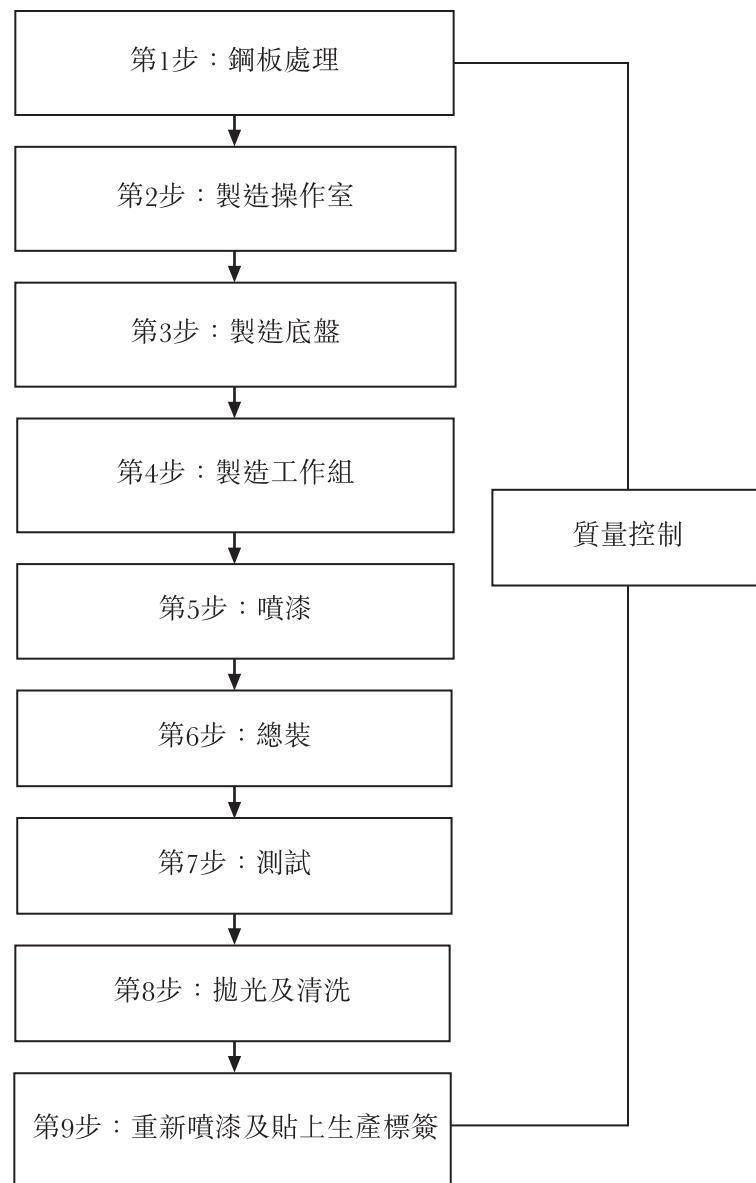 第1步：鋼板處理
第2步：製造操作室
第3步：製造底盤
第4步：製造工作組
質量控制
第5步：噴漆
第6步：總裝
第7步：測試
第8步：拋光及清洗
第9步：重新噴漆及貼上生產標簽